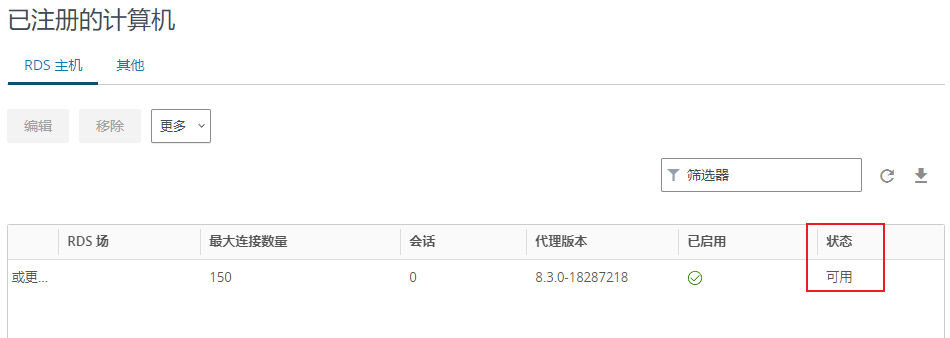 已注册的计算机
RDS 主机 其他
编辑 移除 更多
筛选器
RDS 场 最大连接数量 会话 代理版本 已启用 状态
或更... 150 0 8.3.0-18287218 可用